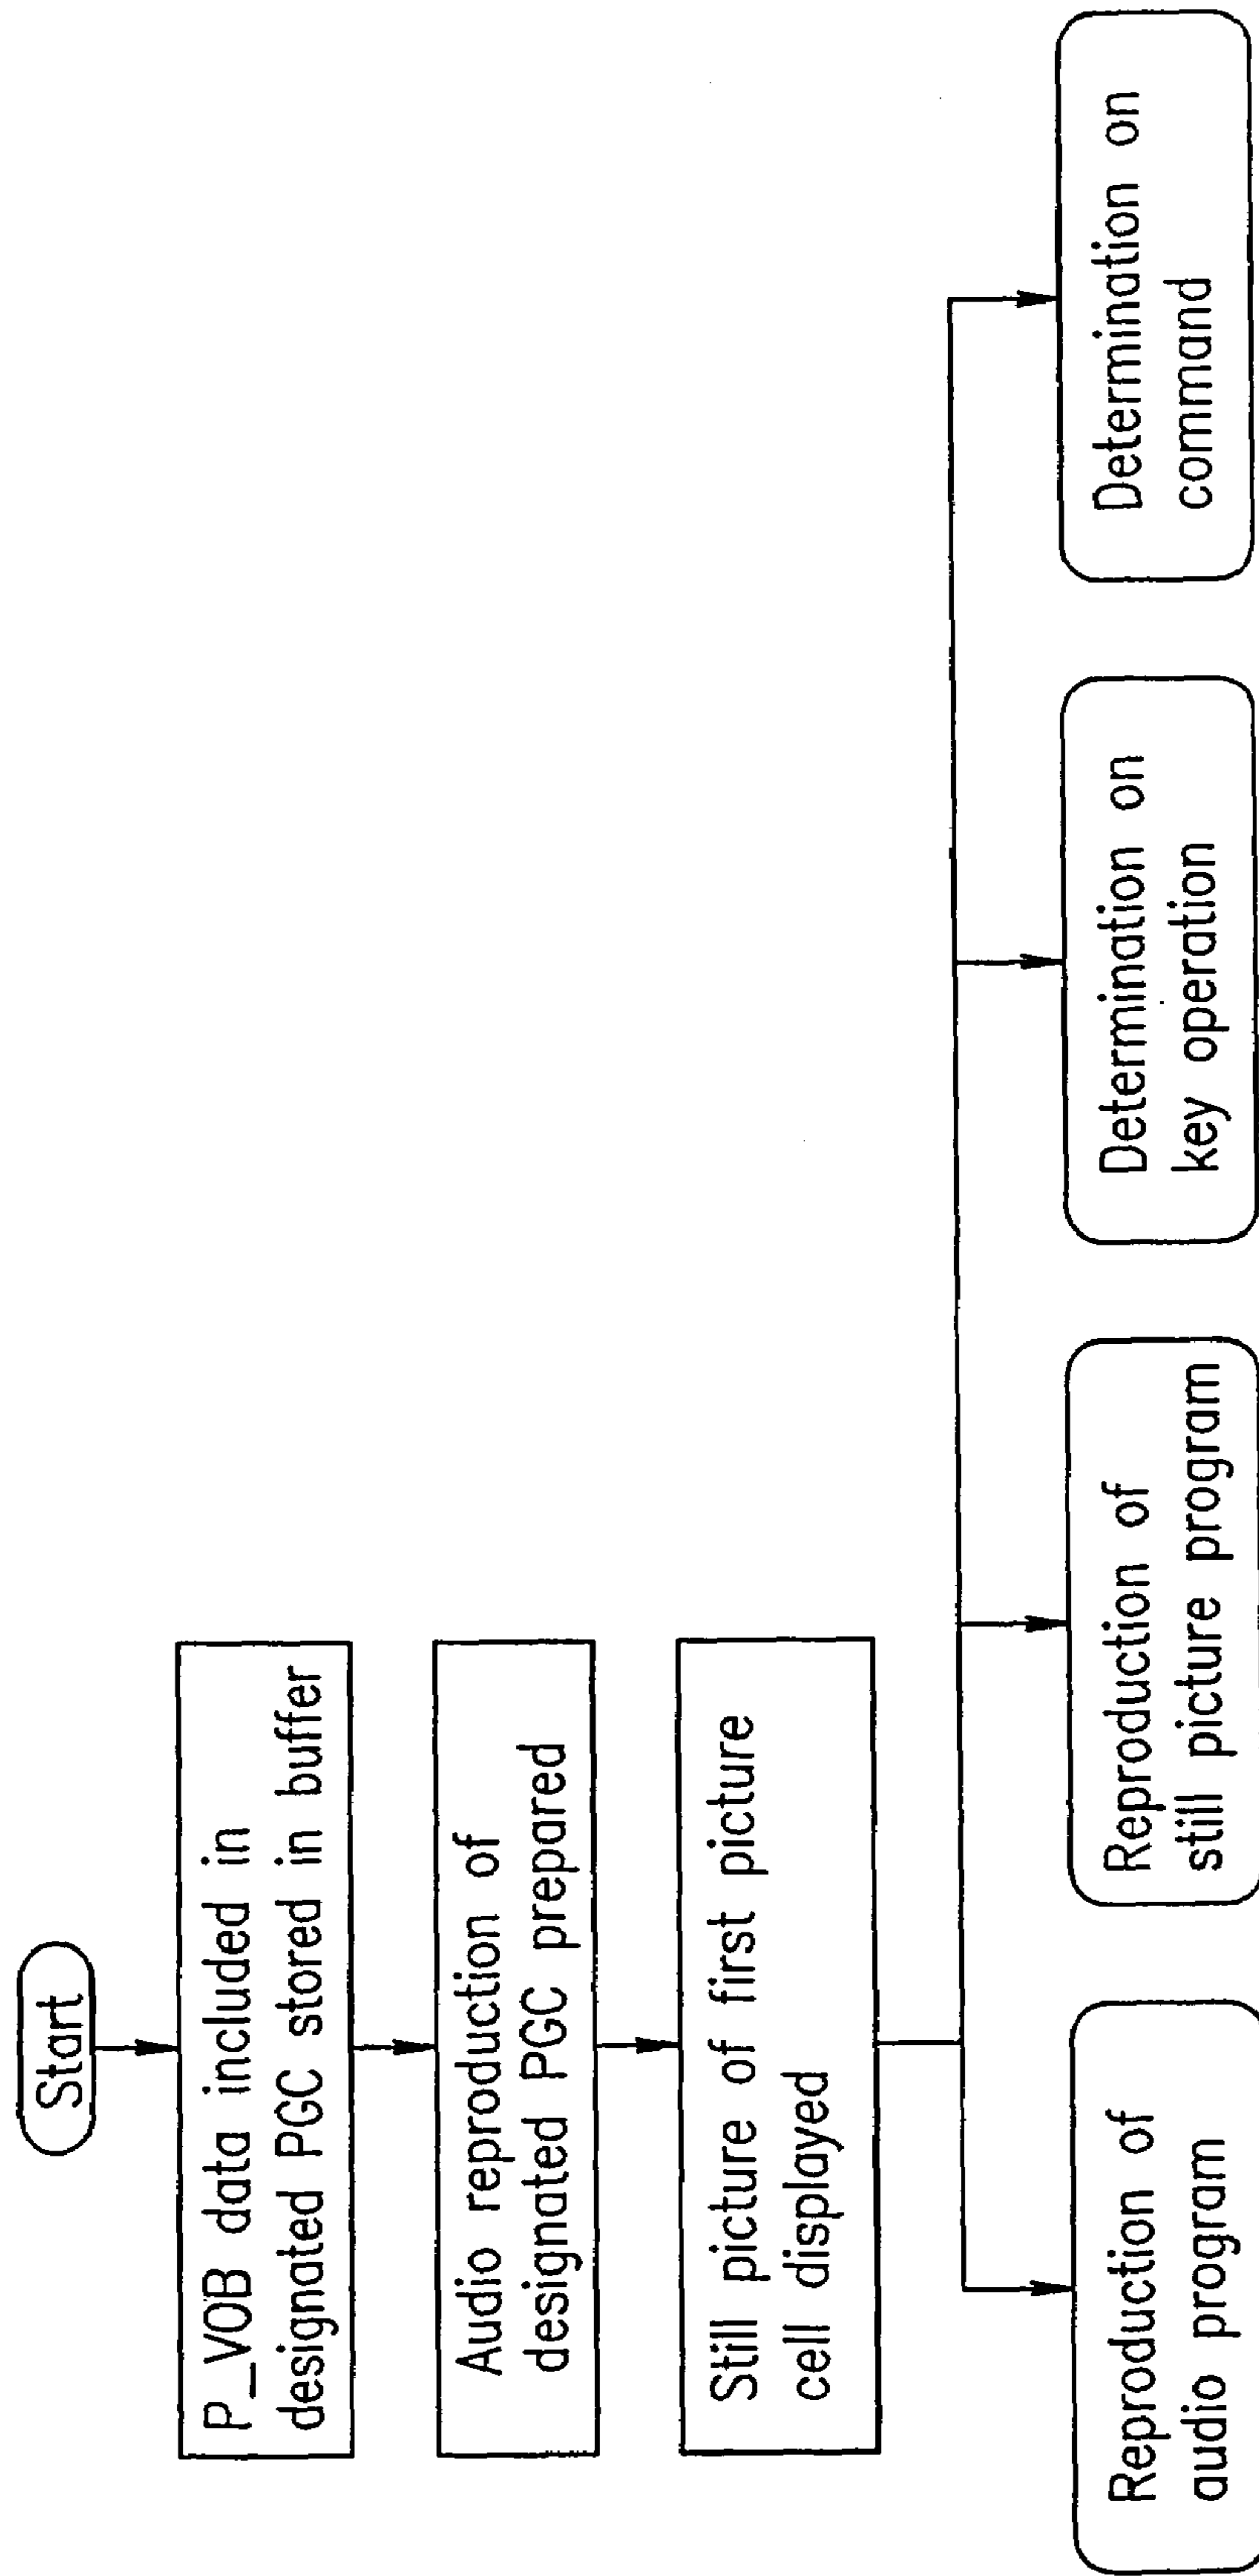 Start
P_VOB data included in
designated PGC stored in buffer
Audio reproduction of
designated PGC prepared
Still picture of first picture
cell displayed
Reproduction of
audio program
Reproduction of
still picture program
Determination on
key operation
Determination on
command